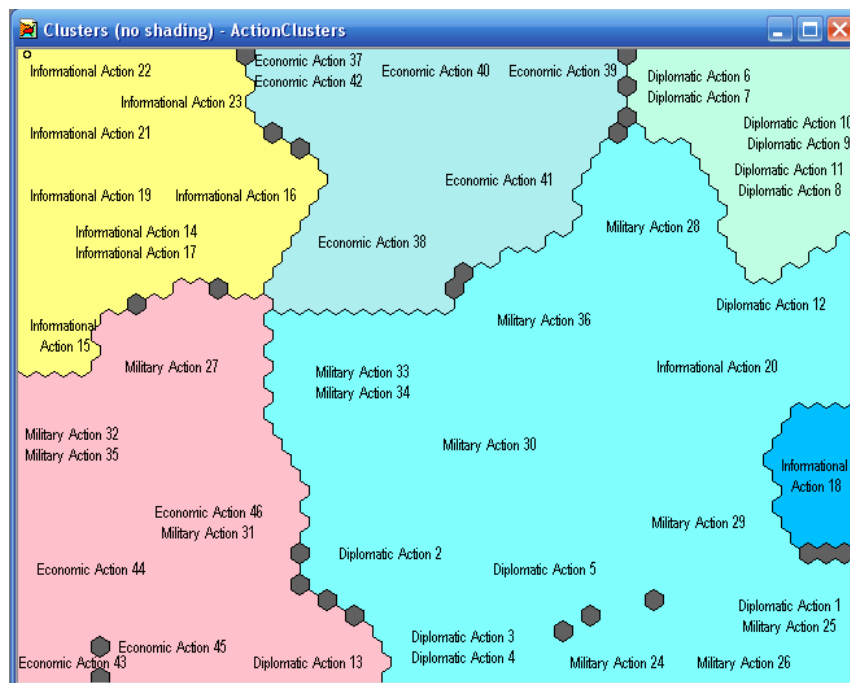 Clusters (no shading) - ActionClusters
Informational Action 22
Economic Action 37
Economic Action 42
Economic Action 40
Economic Action 39
Diplomatic Action 6
Diplomatic Action 7
Informational Action 23
Informational Action 21
Diplomatic Action 10
Diplomatic Action 9
Diplomatic Action 11
Diplomatic Action 8
Informational Action 19
Informational Action 16
Economic Action 41
Informational Action 14
Informational Action 17
Economic Action 38
Military Action 28
Diplomatic Action 12
Informational
Action 15
Military Action 36
Military Action 27
Military Action 33
Military Action 34
Informational Action 20
Military Action 32
Military Action 35
Military Action 30
Informational
Action 18
Economic Action 46
Military Action 31
Military Action 29
Economic Action 44
Diplomatic Action 2
Diplomatic Action 5
Diplomatic Action 1
Military Action 25
Economic Action 45
Economic Action 43
Diplomatic Action 13
Diplomatic Action 3
Diplomatic Action 4
Military Action 24
Military Action 26